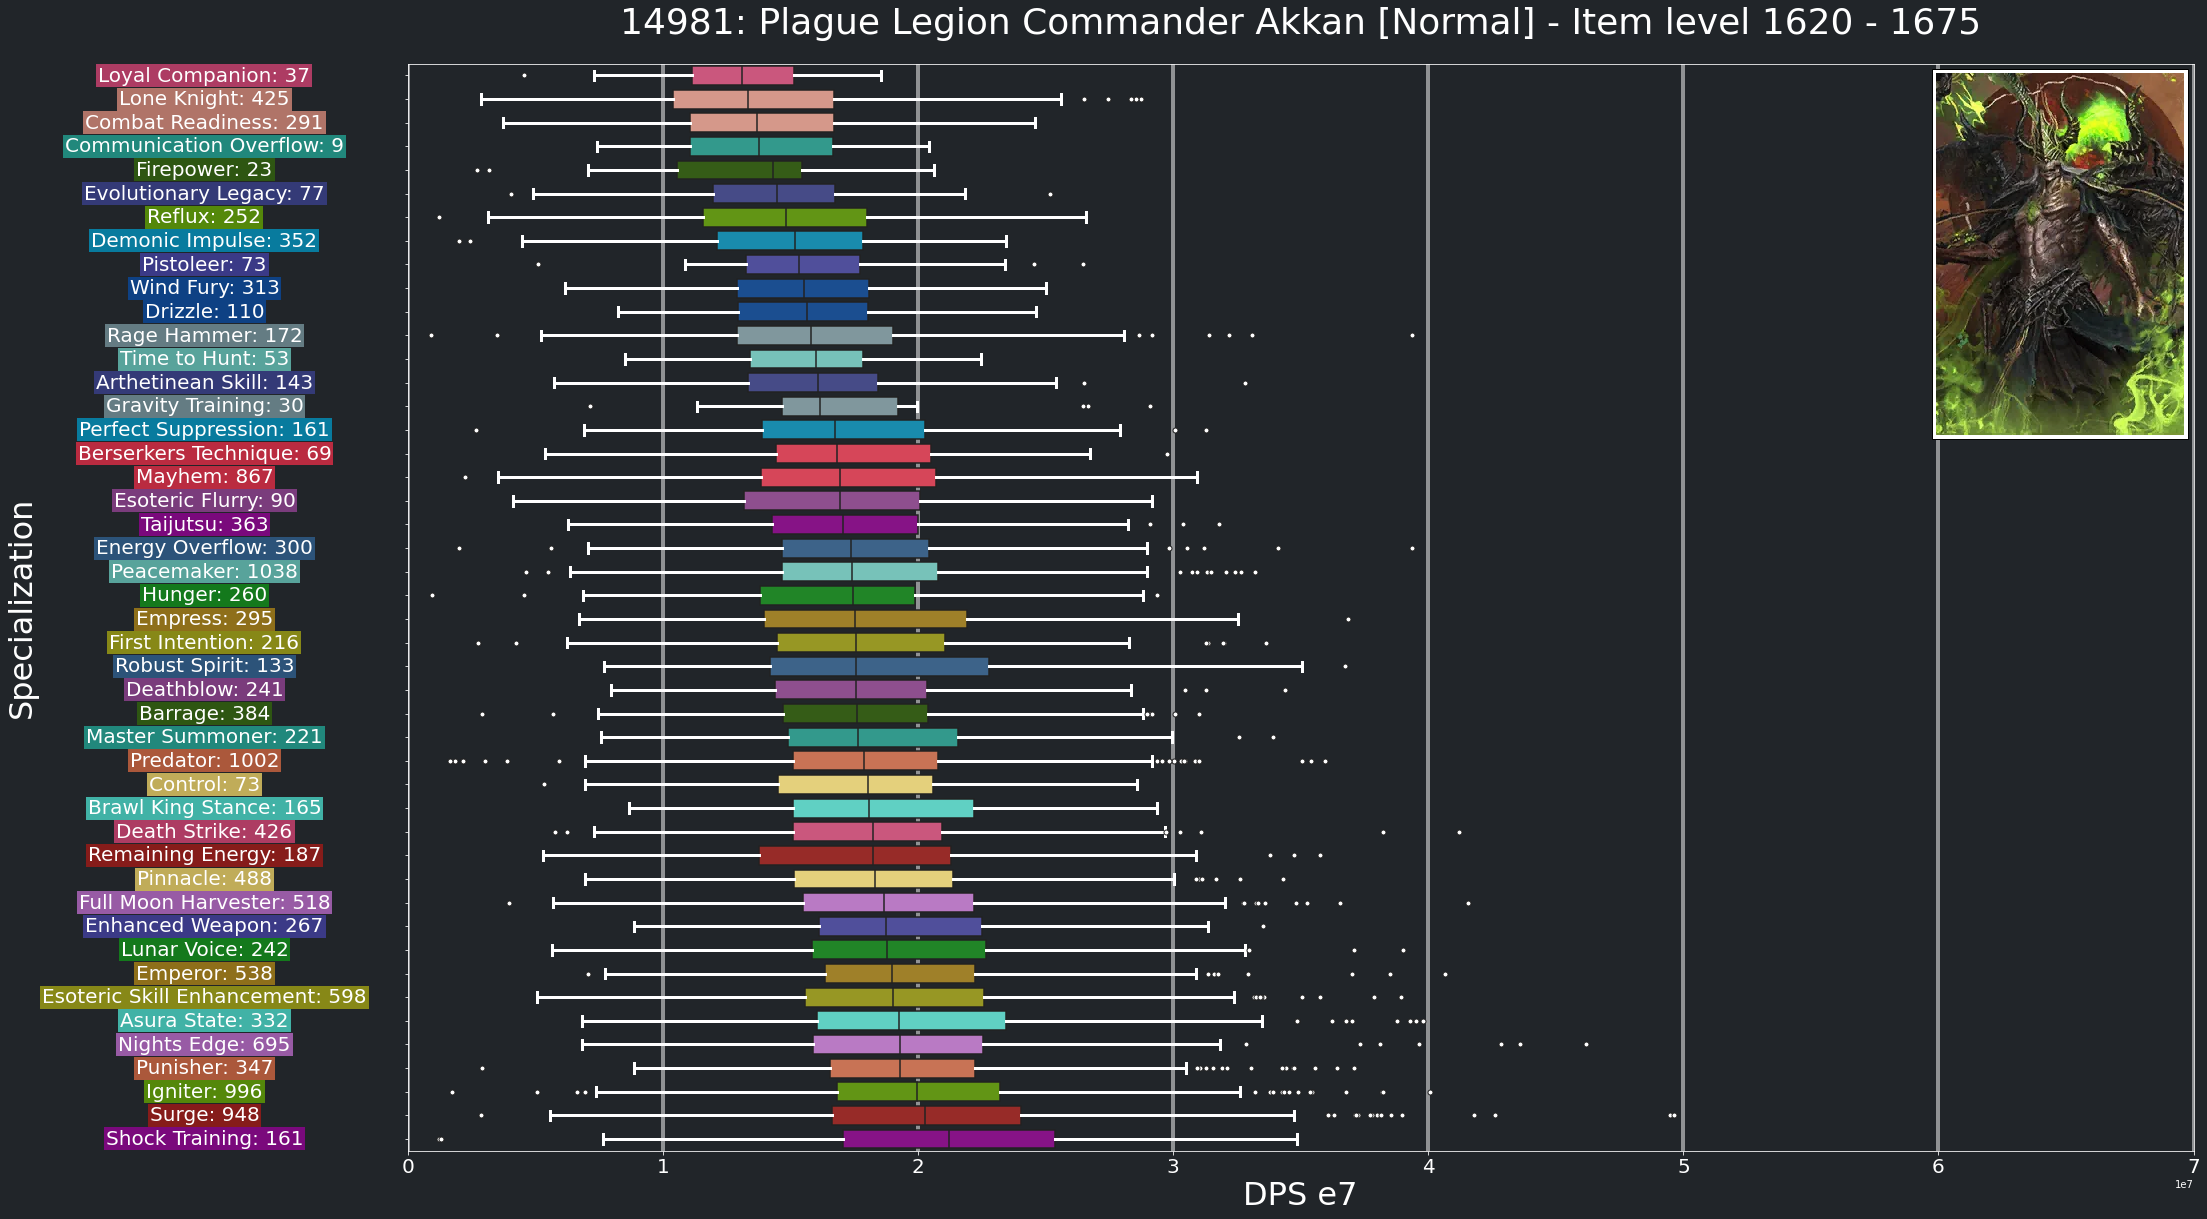 14981: Plague Legion Commander Akkan [Normal] - Item level 1620 - 1675
Loyal Companion: 37
Lone Knight: 425
Combat Readiness: 291
Communication Overflow: 9
Firepower: 23
Evolutionary Legacy: 77
Reflux: 252
Demonic Impulse: 352
Pistoleer: 73
Wind Fury: 313
Drizzle: 110
Rage Hammer: 172
Time to Hunt: 53
Arthetinean Skill: 143
Gravity Training: 30
Perfect Suppression: 161
Berserkers Technique: 69
Mayhem: 867
Esoteric Flurry: 90
Taijutsu: 363
Energy Overflow: 300
Peacemaker: 1038
Hunger: 260
Empress: 295
First Intention: 216
Robust Spirit: 133
Deathblow: 241
Barrage: 384
Master Summoner: 221
Predator: 1002
Control: 73
Brawl King Stance: 165
Death Strike: 426
Remaining Energy: 187
Pinnacle: 488
Full Moon Harvester: 518
Enhanced Weapon: 267
Lunar Voice: 242
Emperor: 538
Esoteric Skill Enhancement: 598
Asura State: 332
Nights Edge: 695
Punisher: 347
Igniter: 996
Surge: 948
Shock Training: 161
Specialization
0 1 2 3 4 5 6 7
1e7
DPS e7